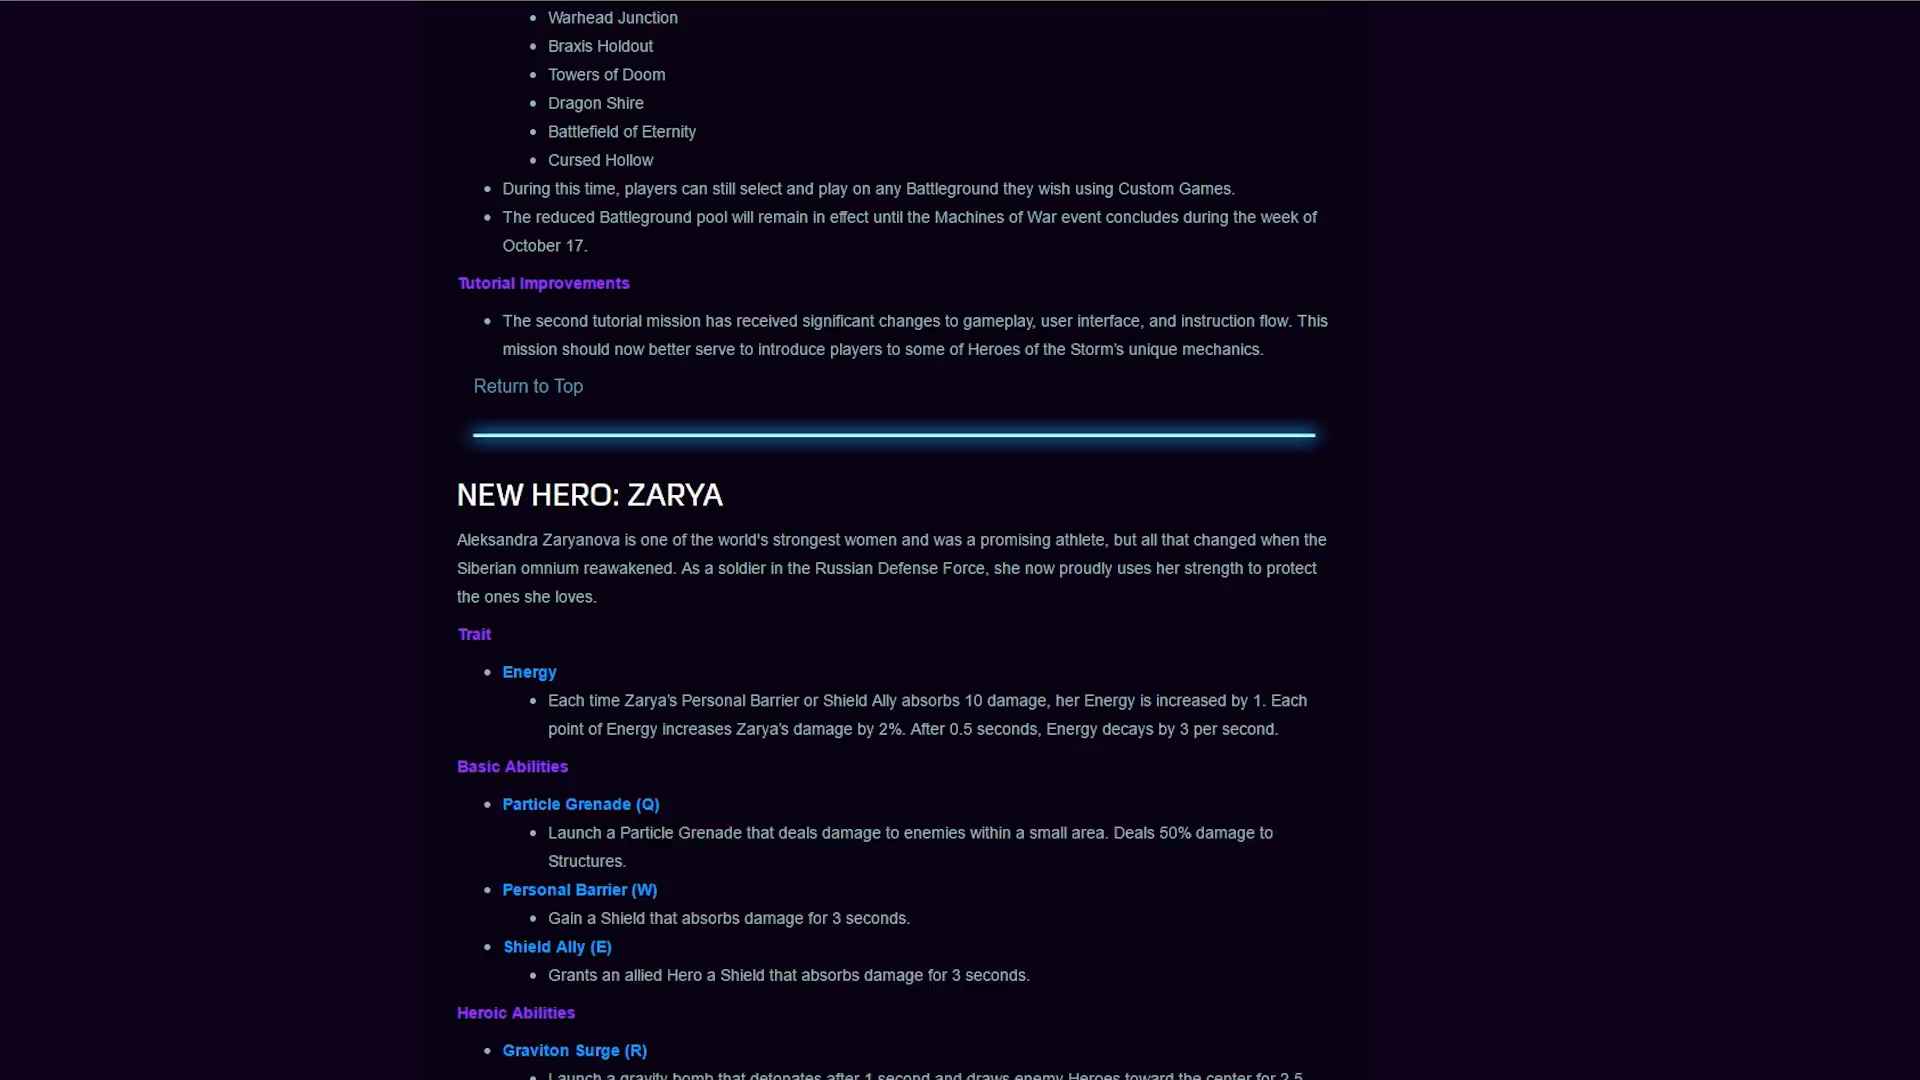 Warhead Junction
Braxis Holdout
Towers of Doom
Dragon Shire
Battlefield of Eternity
Cursed Hollow
During this time, players can still select and play on any Battleground they wish using Custom Games.
The reduced Battleground pool will remain in effect until the Machines of War event concludes during the week of
October 17.
Tutorial Improvements
The second tutorial mission has received significant changes to gameplay, user interface, and instruction flow. This
mission should now better serve to introduce players to some of Heroes of the Storm's unique mechanics.
Return to Top
NEW HERO: ZARYA
Aleksandra Zaryanova is one of the world's strongest women and was a promising athlete, but all that changed when the
Siberian omnium reawakened. As a soldier in the Russian Defense Force, she now proudly uses her strength to protect
the ones she loves.
Trait
Energy
Each time Zarya's Personal Barrier or Shield Ally absorbs 10 damage, her Energy is increased by 1. Each
point of Energy increases Zarya's damage by 2%. After 0.5 seconds, Energy decays by 3 per second.
Basic Abilities
Particle Grenade (Q)
Launch a Particle Grenade that deals damage to enemies within a small area. Deals 50% damage to
Structures.
Personal Barrier (W)
Gain a Shield that absorbs damage for 3 seconds.
Shield Ally (E)
Grants an allied Hero a Shield that absorbs damage for 3 seconds.
Heroic Abilities
Graviton Surge (R)
Launch a gravity bomb that detonates after 1 second and draws enemy Heroes toward the center for 2.5